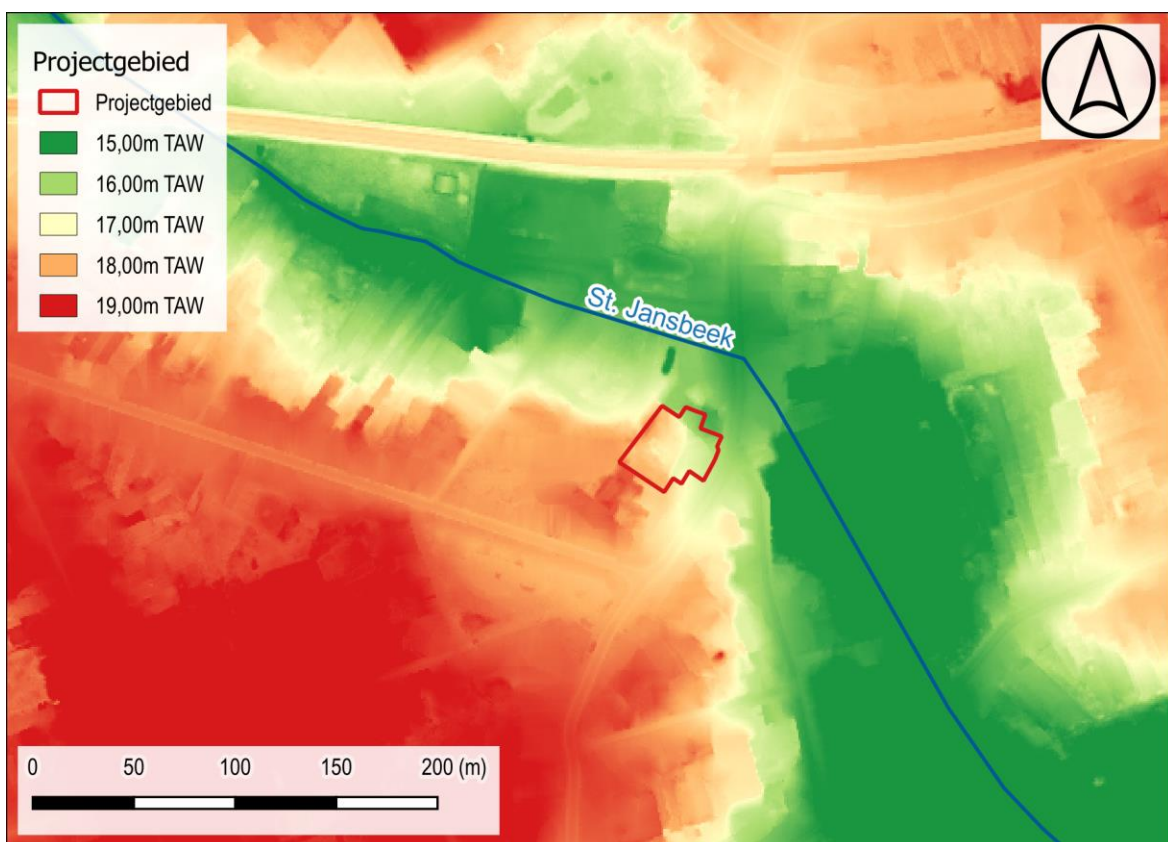 Projectgebied
Projectgebied
15,00m TAW
16,00m TAW
17,00m TAW
18,00m TAW
19,00m TAW
St. Jansbeek
0 50 100 150 200 (m)